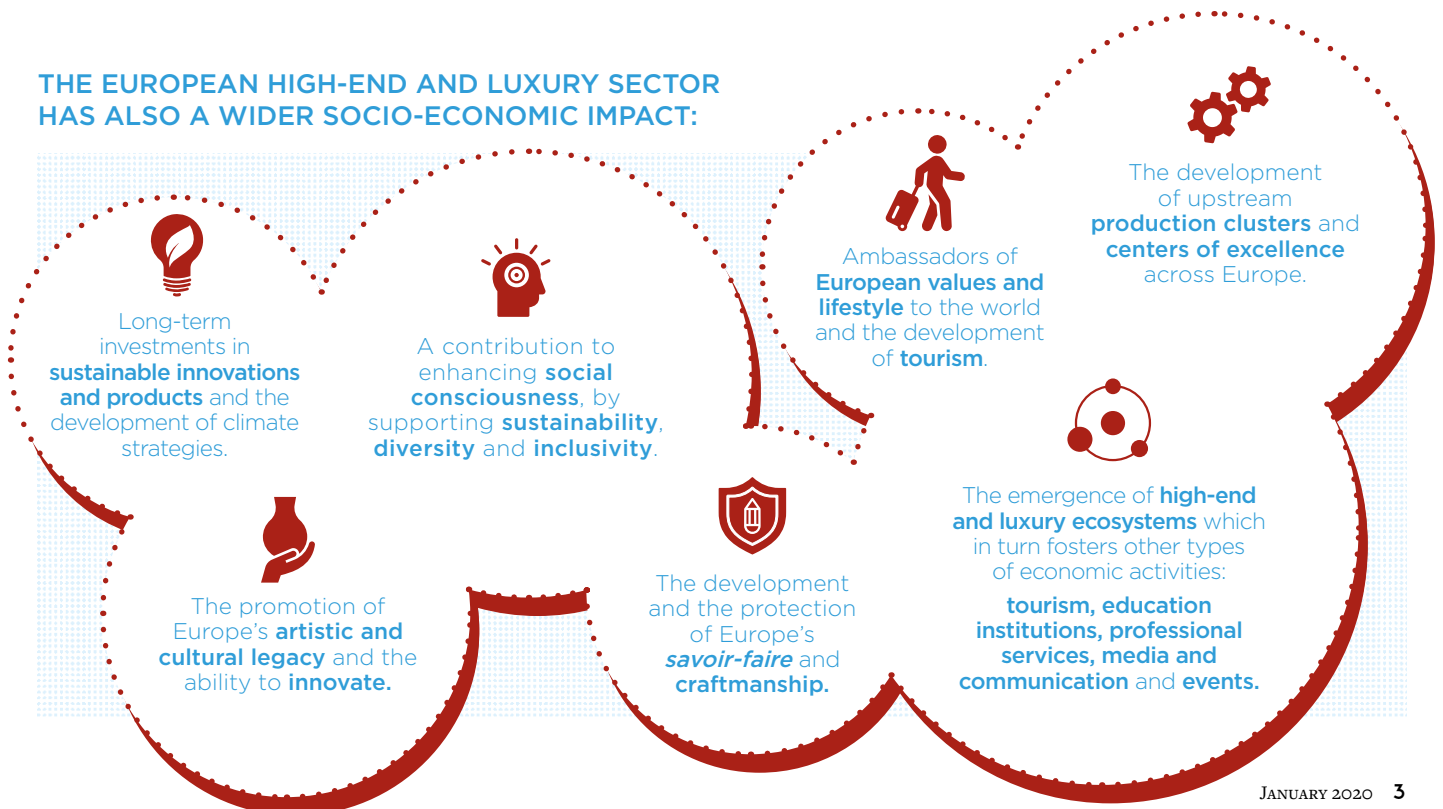 THE EUROPEAN HIGH-END AND LUXURY SECTOR
HAS ALSO A WIDER SOCIO-ECONOMIC IMPACT:
Long-term
investments in
sustainable innovations
and products and the
development of climate
strategies.
A contribution to
enhancing social
consciousness, by
supporting sustainability,
diversity and inclusivity.
Ambassadors of
European values and
lifestyle to the world
and the development
of tourism.
The development
of upstream
production clusters and
centers of excellence
across Europe.
The promotion of
Europe’s artistic and
cultural legacy and the
ability to innovate.
The development
and the protection
of Europe’s
savoir-faire and
craftmanship.
The emergence of high-end
and luxury ecosystems which
in turn fosters other types
of economic activities:
tourism, education
institutions, professional
services, media and
communication and events.
January 2020 3